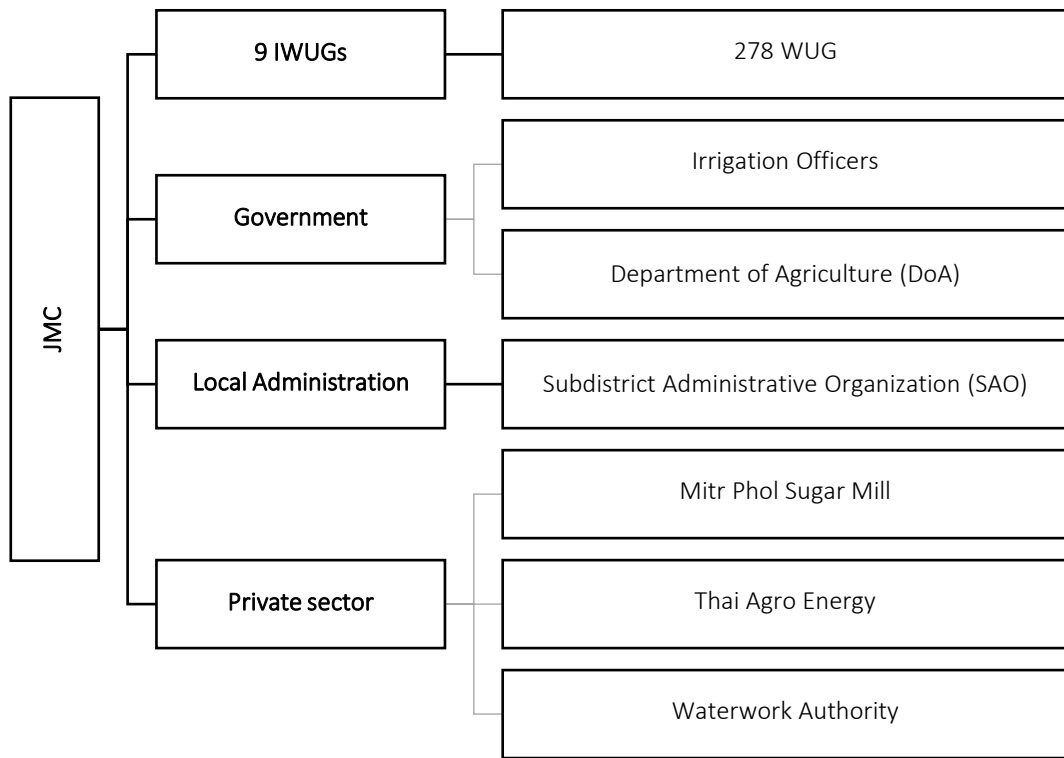 JMC
9 IWUGs
278 WUG
Government
Irrigation Officers
Department of Agriculture (DoA)
Local Administration
Subdistrict Administrative Organization (SAO)
Private sector
Mitr Phol Sugar Mill
Thai Agro Energy
Waterwork Authority